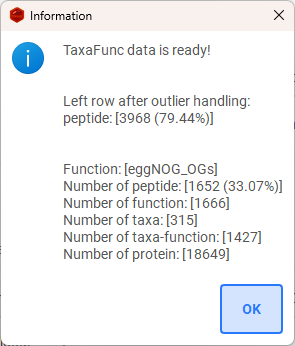 Information
TaxaFunc data is ready!
Left row after outlier handling:
peptide: [3968 (79.44%)]
Function: [eggNOG_OGs]
Number of peptide: [1652 (33.07%)]
Number of function: [1666]
Number of taxa: [315]
Number of taxa-function: [1427]
Number of protein: [18649]
OK